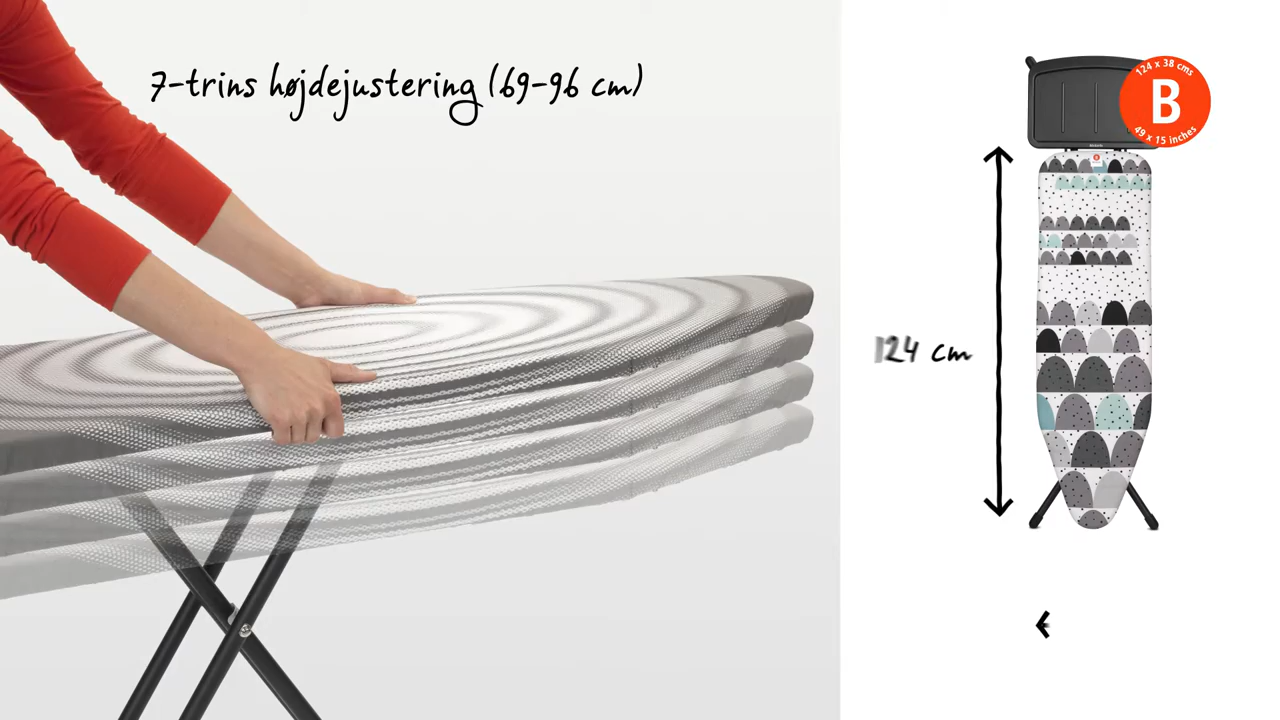 7-trins højdejustering (69-96 cm)
124 x 38 cms
B
49 x 15 inches
124 cm